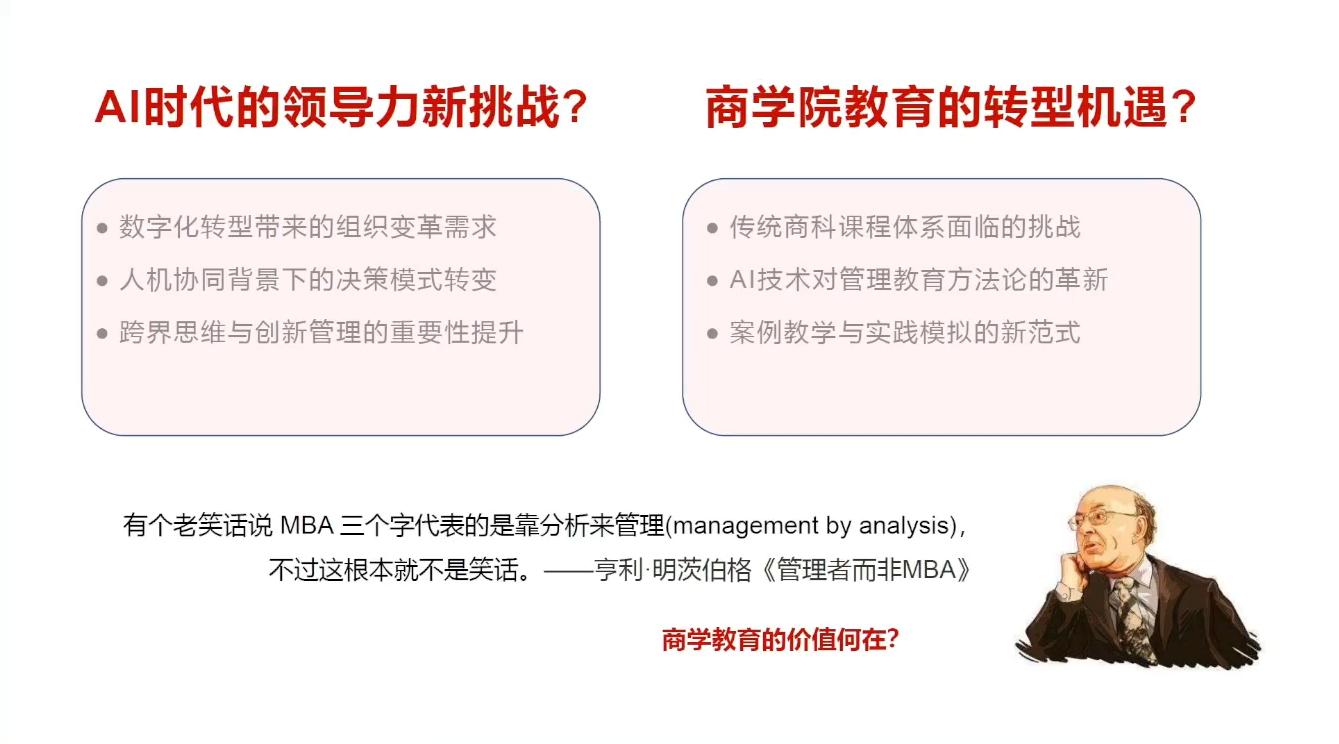 AI时代的领导力新挑战?
● 数字化转型带来的组织变革需求
● 人机协同背景下的决策模式转变
● 跨界思维与创新管理的重要性提升
商学院教育的转型机遇?
● 传统商科课程体系面临的挑战
● AI技术对管理教育方法论的革新
● 案例教学与实践模拟的新范式
有个老笑话说 MBA 三个字代表的是靠分析来管理(management by analysis),
不过这根本就不是笑话。——亨利·明茨伯格《管理者而非MBA》
商学教育的价值何在?